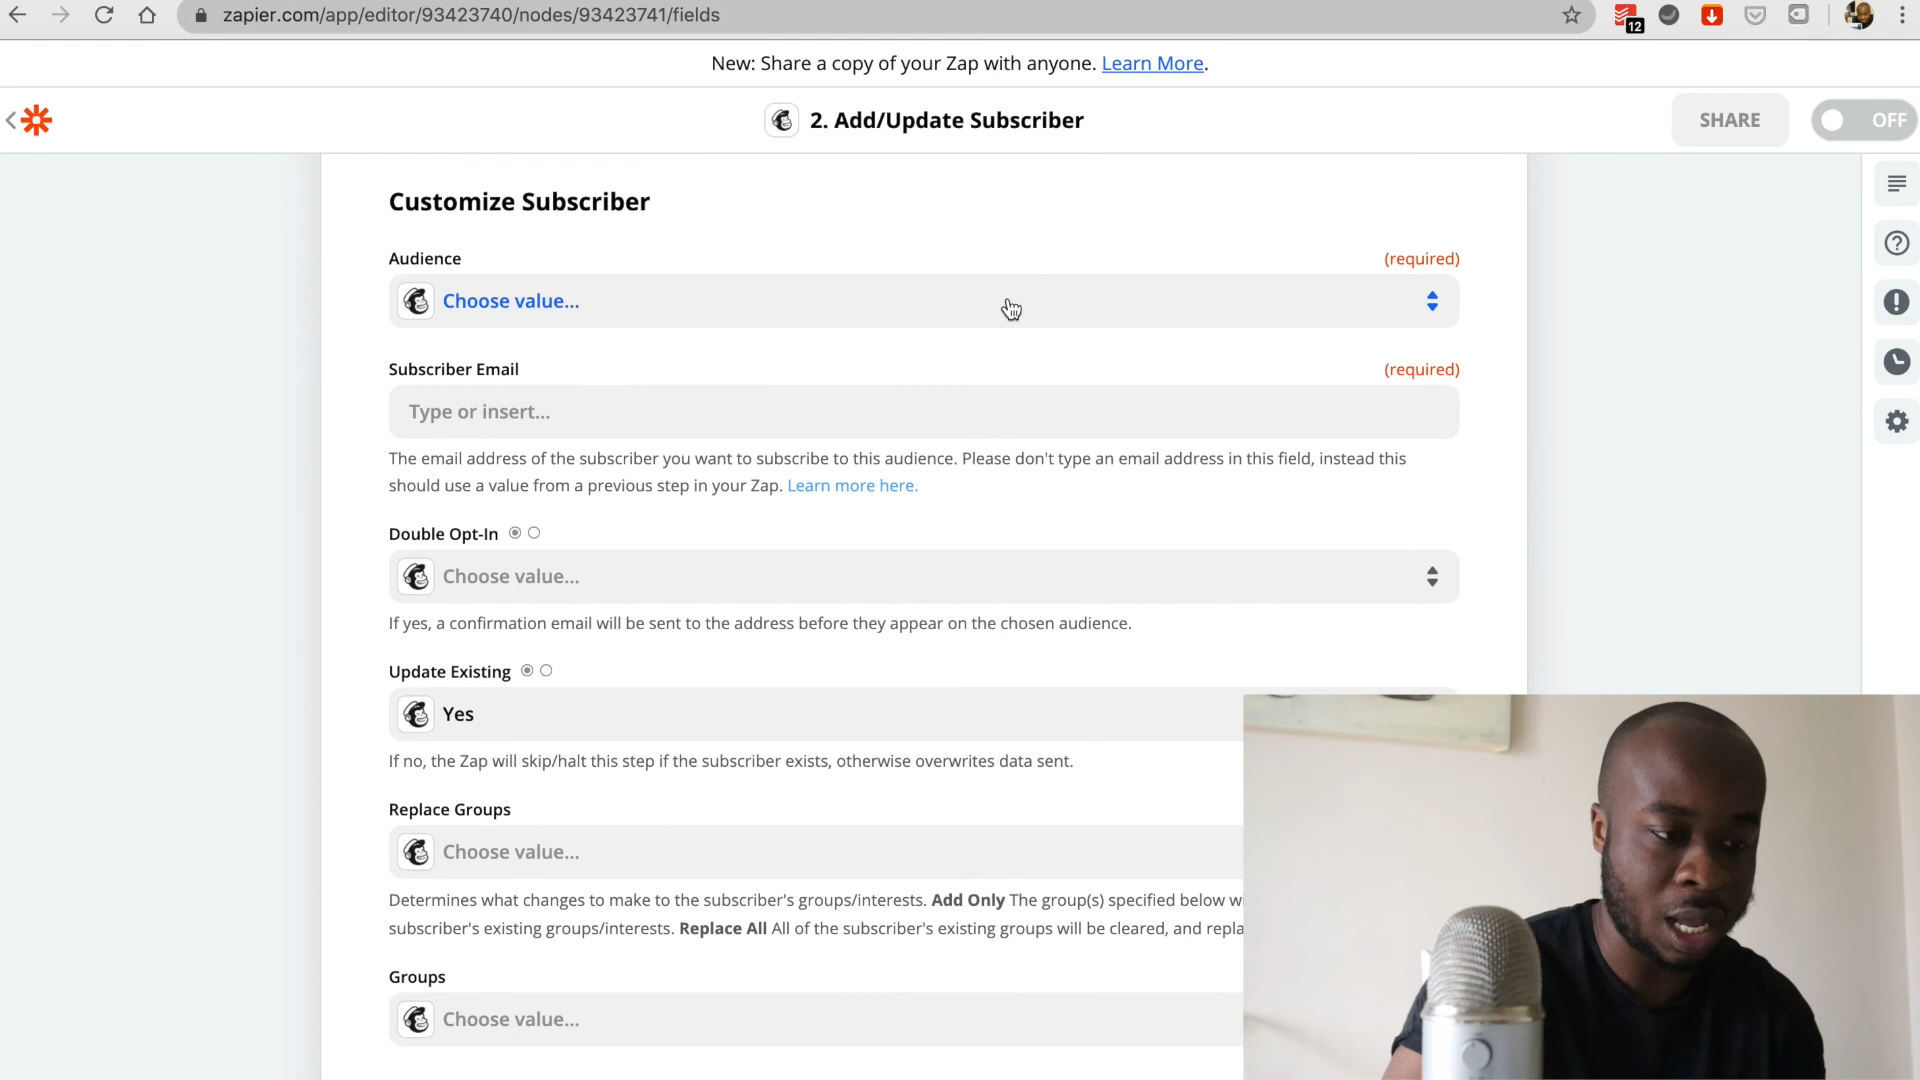 zapier.com/app/editor/93423740/nodes/93423741/fields
12
New: Share a copy of your Zap with anyone. Learn More.
2. Add/Update Subscriber
SHARE
OFF
Customize Subscriber
Audience
(required)
Choose value...
Subscriber Email
(required)
Type or insert...
The email address of the subscriber you want to subscribe to this audience. Please don't type an email address in this field, instead this
should use a value from a previous step in your Zap. Learn more here.
Double Opt-In
Choose value...
If yes, a confirmation email will be sent to the address before they appear on the chosen audience.
Update Existing
Yes
If no, the Zap will skip/halt this step if the subscriber exists, otherwise overwrites data sent.
Replace Groups
Choose value...
Determines what changes to make to the subscriber's groups/interests. Add Only The group(s) specified below w
subscriber's existing groups/interests. Replace All All of the subscriber's existing groups will be cleared, and repla
Groups
Choose value...